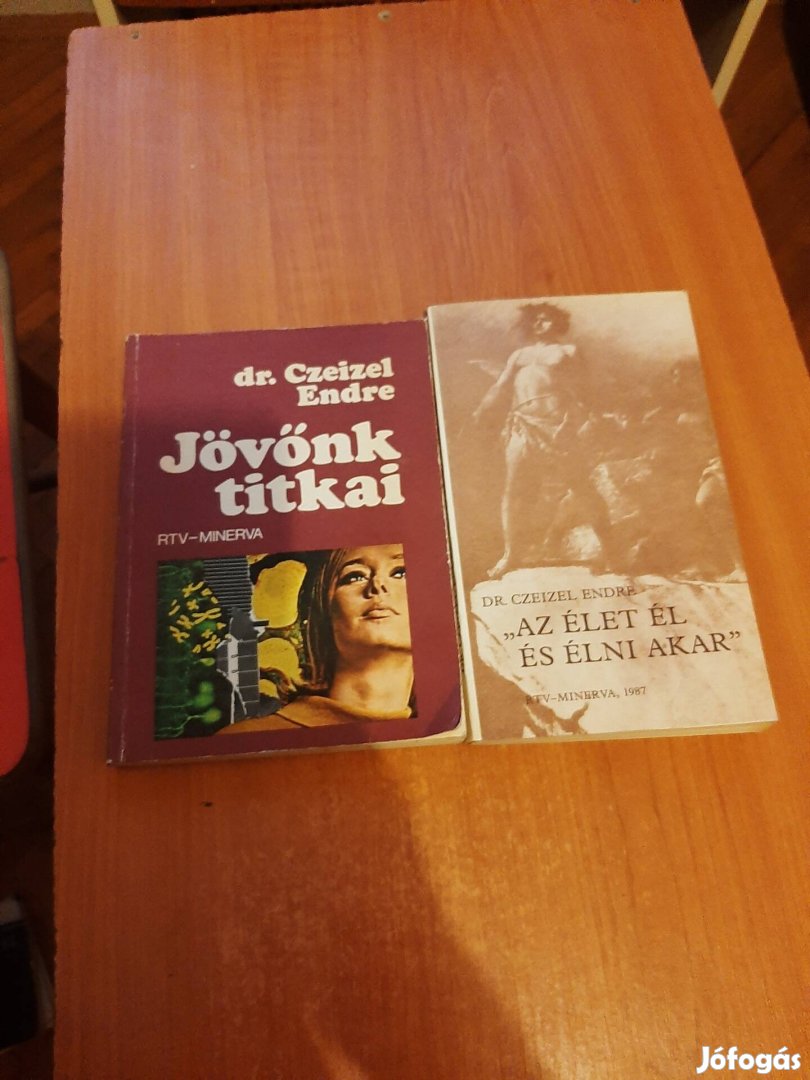 dr. Czeizel
Endre
Jövőnk
titkai
RTV-MINERVA
DR. CZEIZEL ENDRE
„AZ ÉLET ÉL
ÉS ÉLNI AKAR”
RTV-MINERVA, 1987
Jófogás